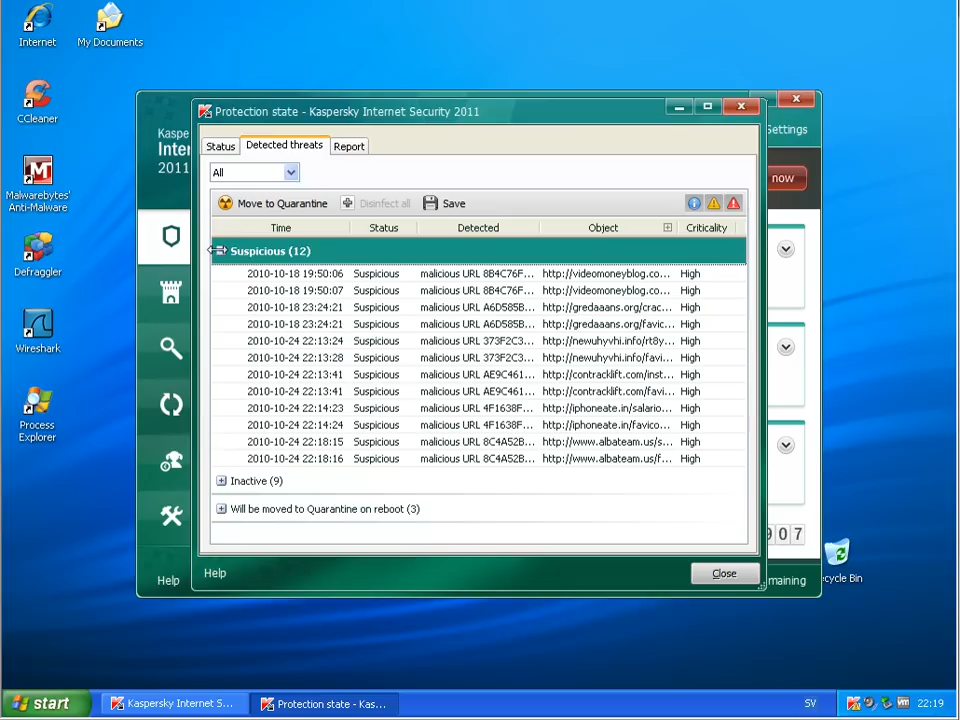 Internet
My Documents
CCleaner
Malwarebytes'
Anti-Malware
Defraggler
Wireshark
Process
Explorer
Kaspe
Inter
2011
Settings
now
Help
907
maining
cycle Bin
Protection state - Kaspersky Internet Security 2011
Status Detected threats Report
All
Move to Quarantine Disinfect all Save
Time Status Detected Object Criticality
Suspicious (12)
2010-10-18 19:50:06 Suspicious malicious URL 8B4C76F... http://videomoneyblog.co... High
2010-10-18 19:50:07 Suspicious malicious URL 8B4C76F... http://videomoneyblog.co... High
2010-10-18 23:24:21 Suspicious malicious URL A6D585B... http://gredaaans.org/crac... High
2010-10-18 23:24:21 Suspicious malicious URL A6D585B... http://gredaaans.org/favic... High
2010-10-24 22:13:24 Suspicious malicious URL 373F2C3... http://newuhyvhi.info/rt8y... High
2010-10-24 22:13:28 Suspicious malicious URL 373F2C3... http://newuhyvhi.info/favi... High
2010-10-24 22:13:41 Suspicious malicious URL AE9C461... http://contracklift.com/inst... High
2010-10-24 22:13:41 Suspicious malicious URL AE9C461... http://contracklift.com/favi... High
2010-10-24 22:14:23 Suspicious malicious URL 4F1638F... http://iphoneate.in/salario... High
2010-10-24 22:14:24 Suspicious malicious URL 4F1638F... http://iphoneate.in/favico... High
2010-10-24 22:18:15 Suspicious malicious URL 8C4A52B... http://www.albateam.us/s... High
2010-10-24 22:18:16 Suspicious malicious URL 8C4A52B... http://www.albateam.us/f... High
Inactive (9)
Will be moved to Quarantine on reboot (3)
Help
Close
start
Kaspersky Internet S...
Protection state - Kas...
SV
22:19